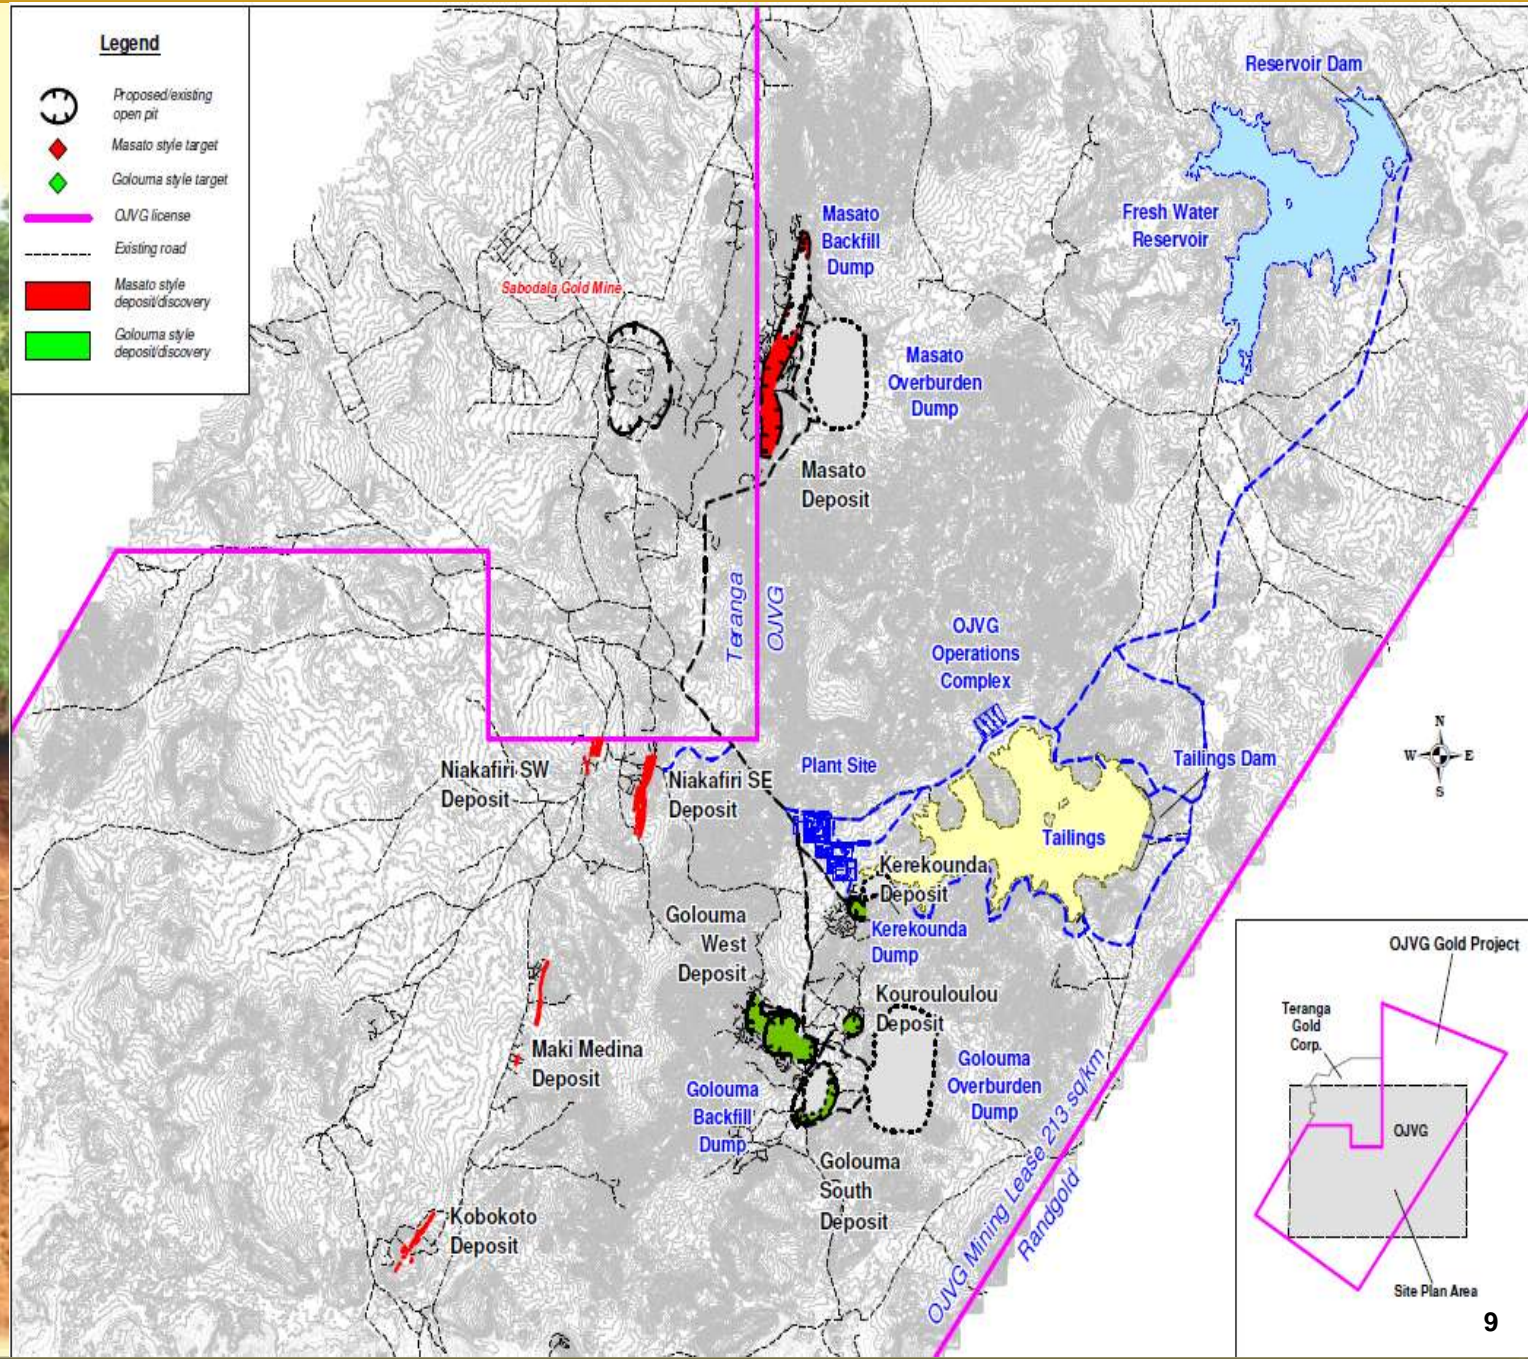 Legend
Proposed/existing
open pit
Masato style target
Golouma style target
OJVG license
Existing road
Masato style
deposit/discovery
Golouma style
deposit/discovery
Reservoir Dam
Fresh Water
Reservoir
Masato
Backfill
Dump
Sabodala Gold Mine
Masato
Overburden
Dump
Masato
Deposit
Teranga
OJVG
OJVG
Operations
Complex
N
W E
S
Niakafiri SW
Deposit
Niakafiri SE
Deposit
Plant Site
Tailings Dam
Tailings
Kerekounda
Deposit
Kerekounda
Dump
Golouma
West
Deposit
Kourouloulou
Deposit
Maki Medina
Deposit
Golouma
Backfill
Dump
Golouma
Overburden
Dump
Golouma
South
Deposit
Kobokoto
Deposit
OJVG Mining Lease 213 sq/km
Randgold
OJVG Gold Project
Teranga
Gold
Corp.
OJVG
Site Plan Area
9